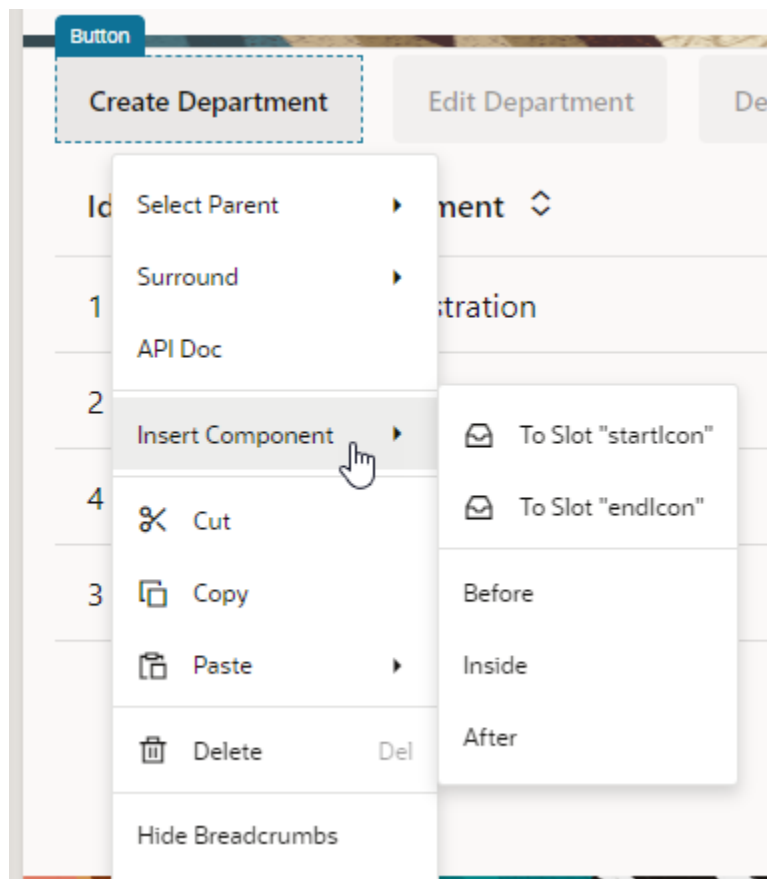 Button
Create Department
Edit Department
De
Id
ment
Select Parent
1
stration
Surround
API Doc
2
Insert Component
To Slot "startIcon"
4
To Slot "endIcon"
Cut
3
Copy
Before
Paste
Inside
Delete Del
After
Hide Breadcrumbs